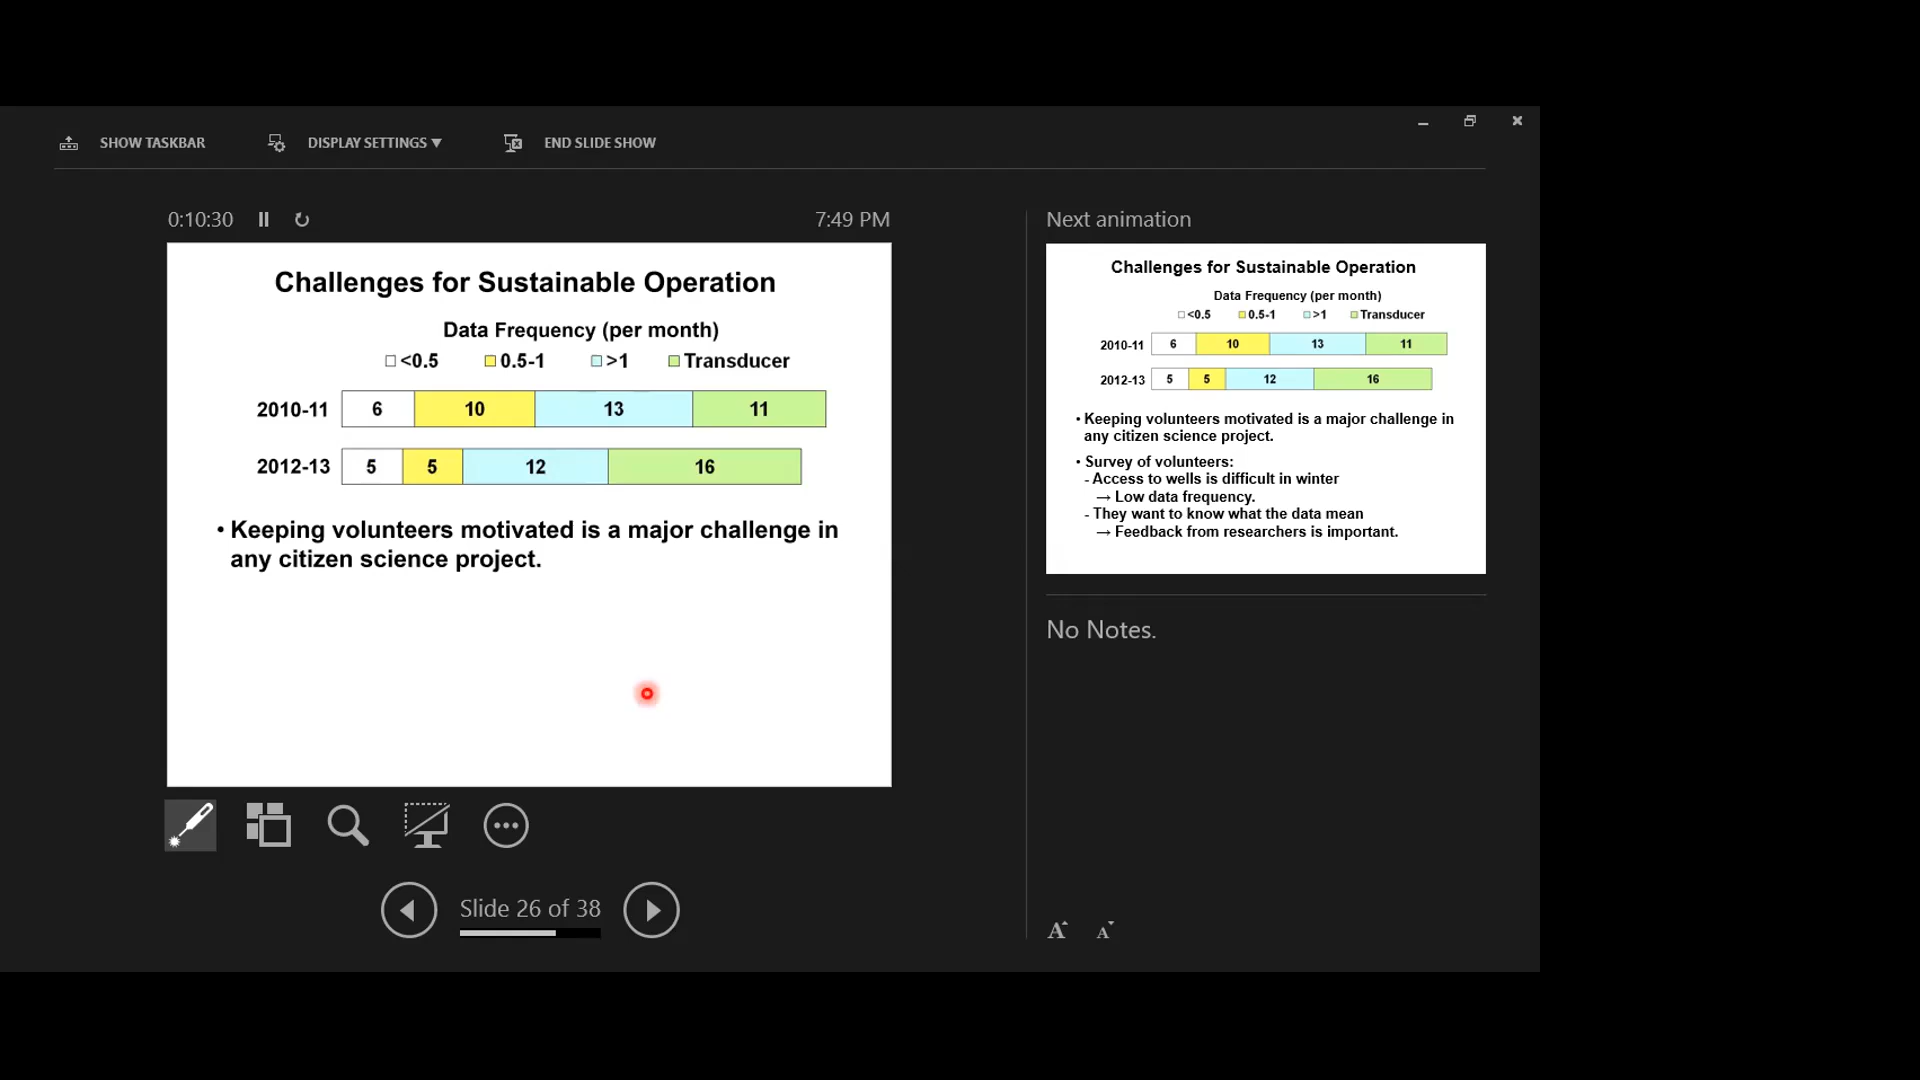 SHOW TASKBAR DISPLAY SETTINGS ▼ END SLIDE SHOW
0:10:30 7:49 PM
Challenges for Sustainable Operation
Data Frequency (per month)
<0.5 0.5-1 >1 Transducer
2010-11 6 10 13 11
2012-13 5 5 12 16
• Keeping volunteers motivated is a major challenge in
any citizen science project.
Slide 26 of 38
Next animation
Challenges for Sustainable Operation
Data Frequency (per month)
<0.5 0.5-1 >1 Transducer
2010-11 6 10 13 11
2012-13 5 5 12 16
• Keeping volunteers motivated is a major challenge in
any citizen science project.
• Survey of volunteers:
- Access to wells is difficult in winter
→ Low data frequency.
- They want to know what the data mean
→ Feedback from researchers is important.
No Notes.
A A